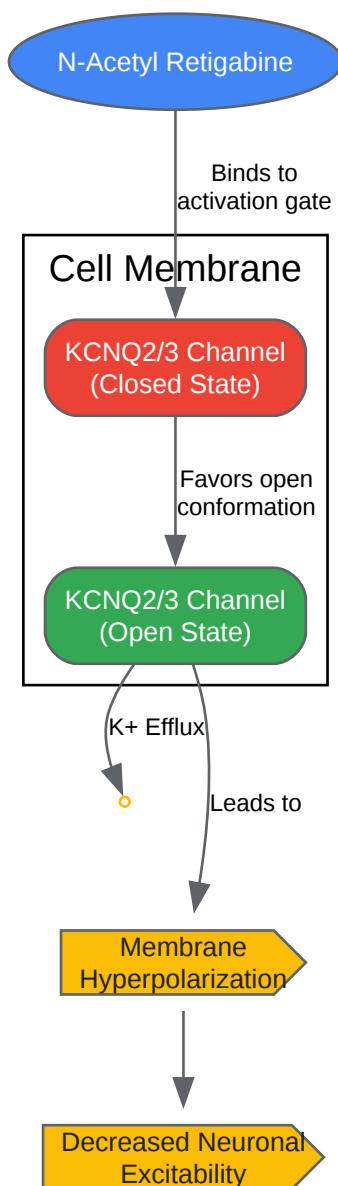 N-Acetyl Retigabine
Binds to
activation gate
Cell Membrane
KCNQ2/3 Channel
(Closed State)
Favors open
conformation
KCNQ2/3 Channel
(Open State)
K+ Efflux
Leads to
Membrane
Hyperpolarization
Decreased Neuronal
Excitability